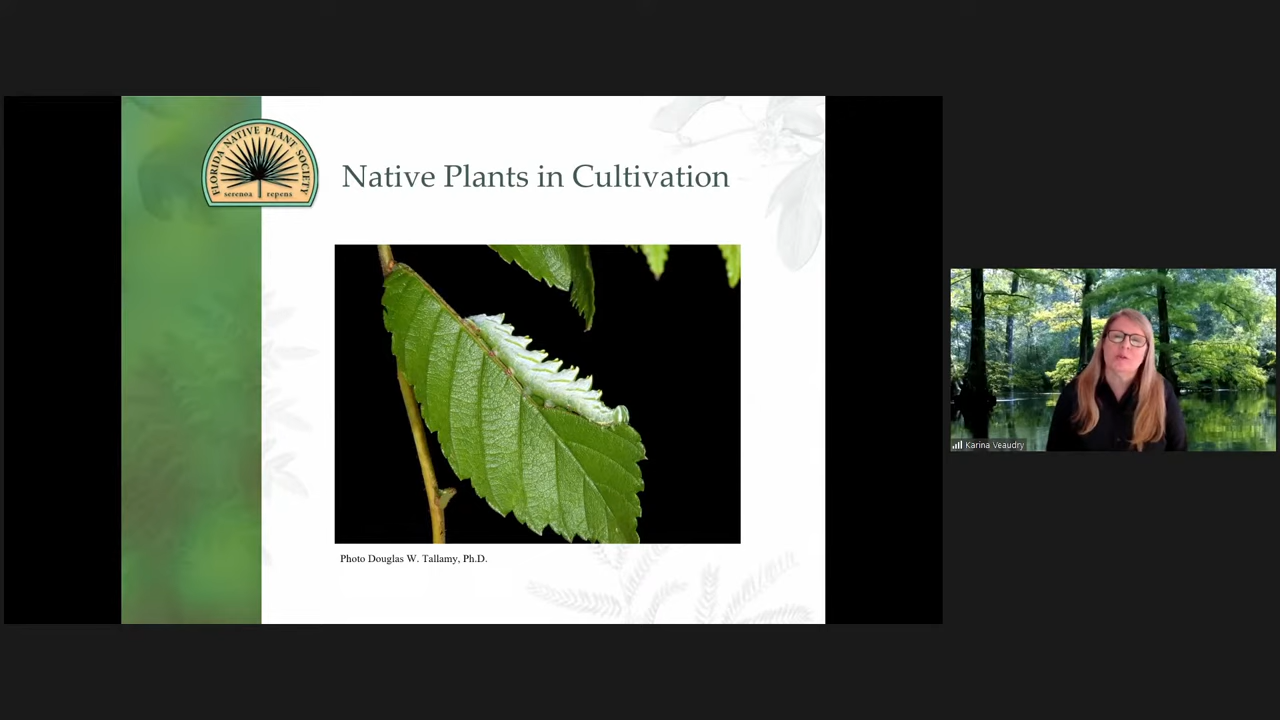 FLORIDA NATIVE PLANT SOCIETY
serenoa repens
Native Plants in Cultivation
Photo Douglas W. Tallamy, Ph.D.
Karina Veaudry